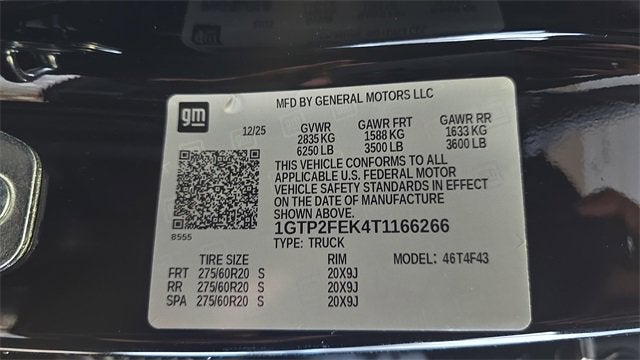 MFD BY GENERAL MOTORS LLC
gm
12/25
GVWR GAWR FRT GAWR RR
2835 KG 1588 KG 1633 KG
6250 LB 3500 LB 3600 LB
THIS VEHICLE CONFORMS TO ALL
APPLICABLE U.S. FEDERAL MOTOR
VEHICLE SAFETY STANDARDS IN EFFECT
ON THE DATE OF MANUFACTURE
SHOWN ABOVE.
8555
1GTP2FEK4T1166266
TYPE: TRUCK
TIRE SIZE RIM MODEL: 46T4F43
FRT 275/60R20 S 20X9J
RR 275/60R20 S 20X9J
SPA 275/60R20 S 20X9J